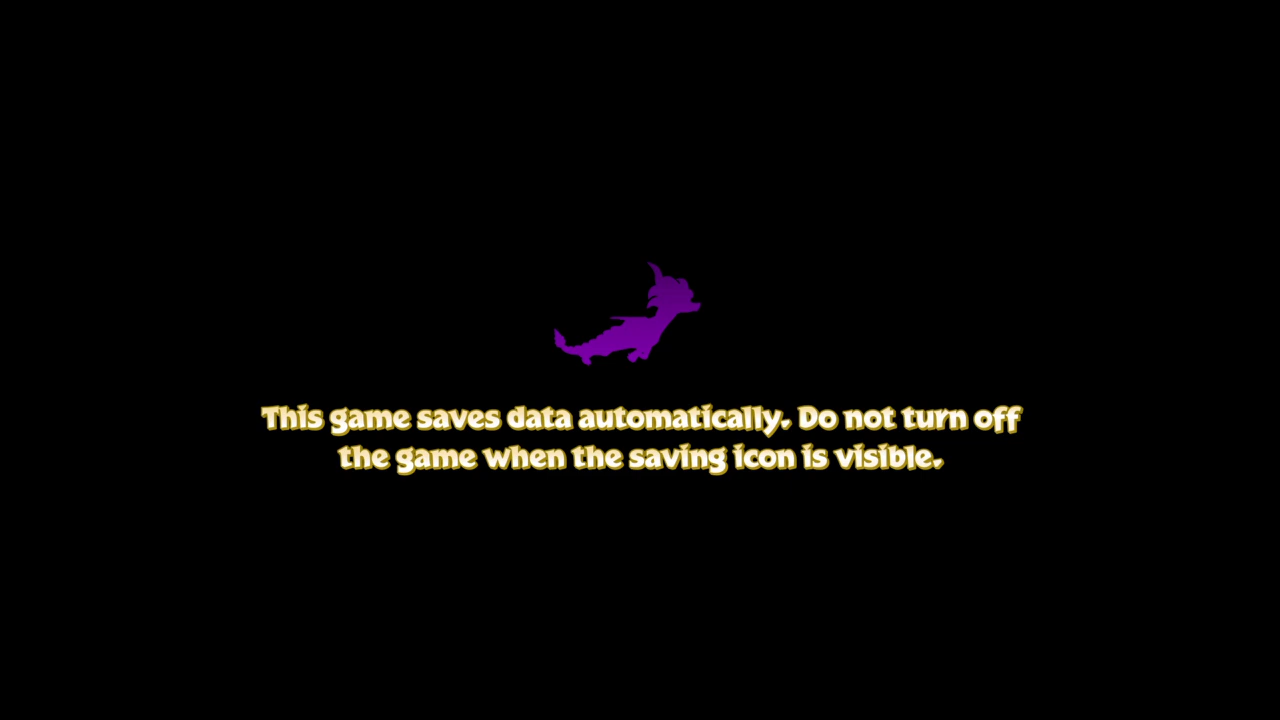 This game saves data automatically. Do not turn off
the game when the saving icon is visible.